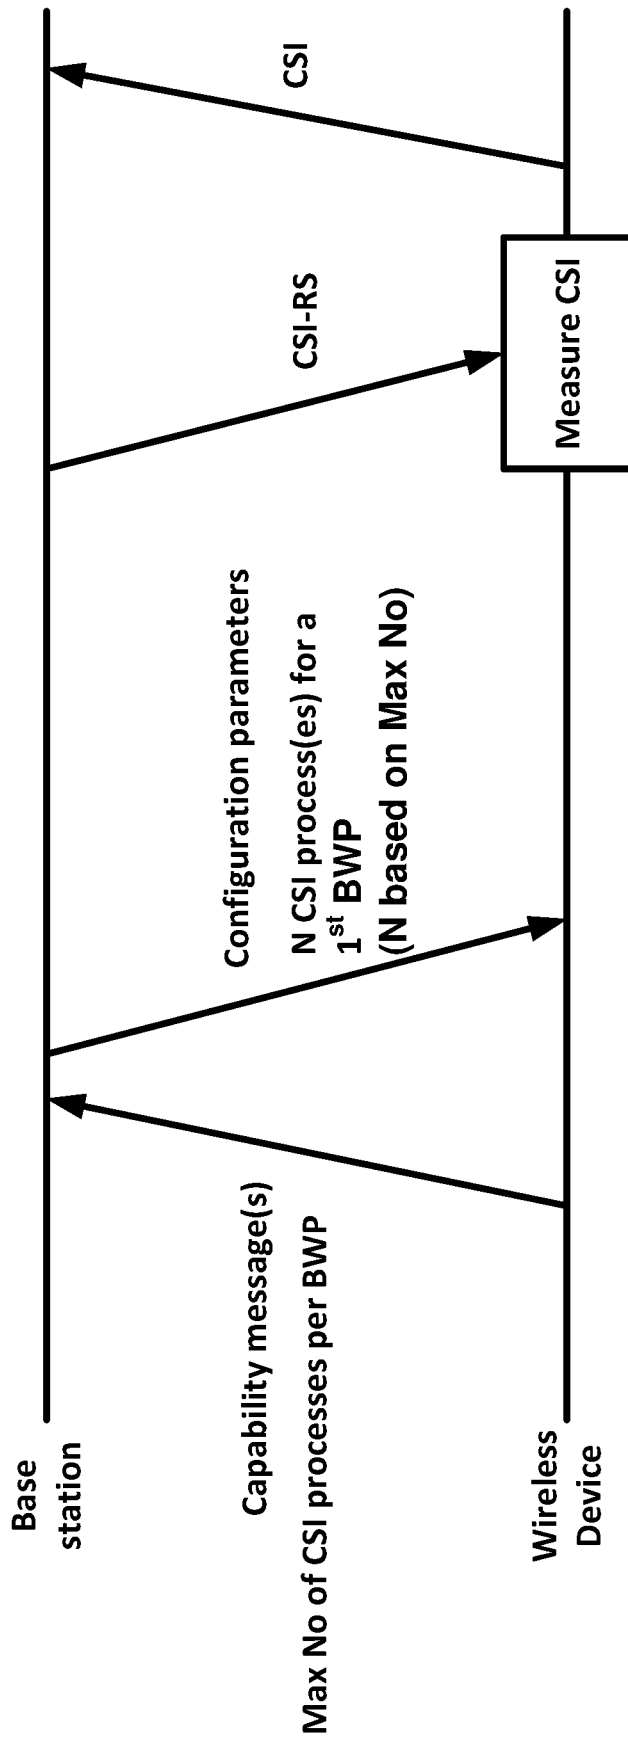 Base
station
Capability message(s)
Max No of CSI processes per BWP
Configuration parameters
N CSI process(es) for a
1st BWP
(N based on Max No)
CSI-RS
CSI
Measure CSI
Wireless
Device